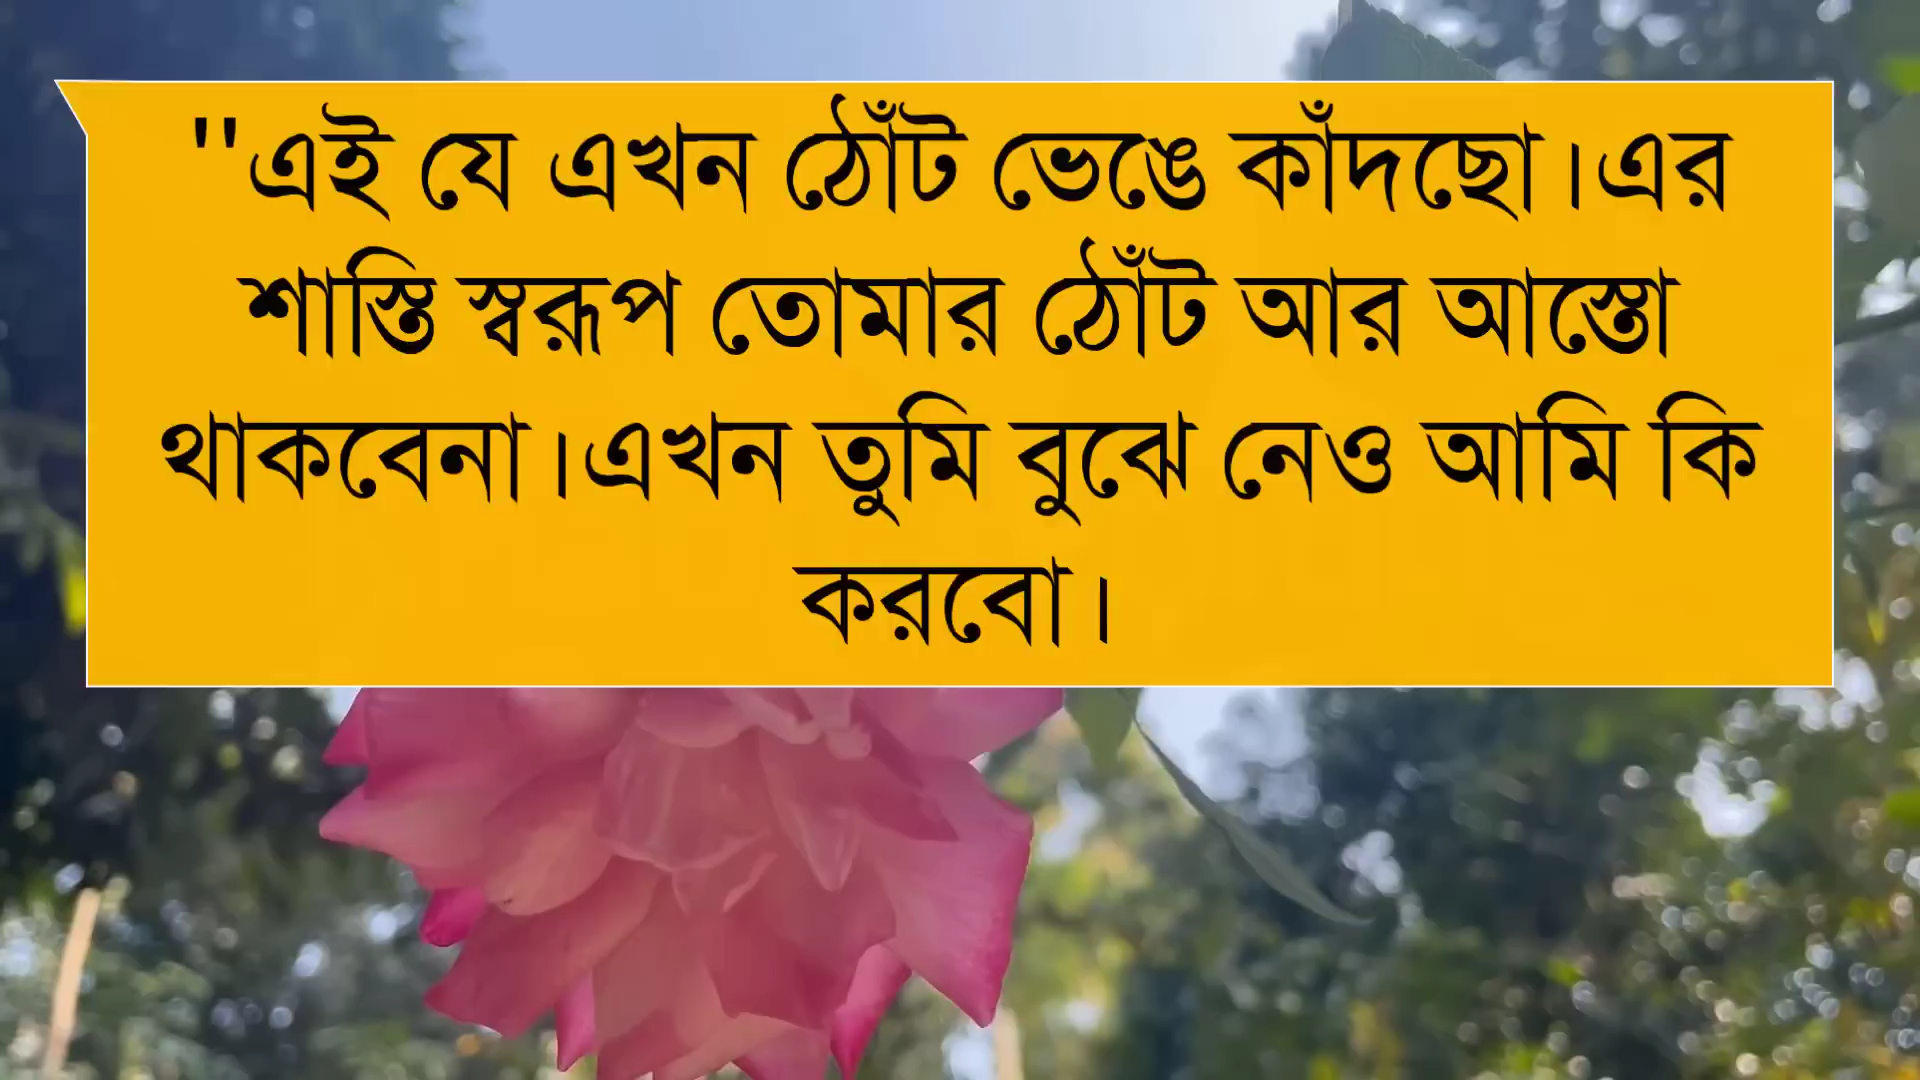 ''এই যে এখন ঠোঁট ভেঙে কাঁদছো।এর
শাস্তি স্বরূপ তোমার ঠোঁট আর আস্তো
থাকবেনা।এখন তুমি বুঝে নেও আমি কি
করবো।